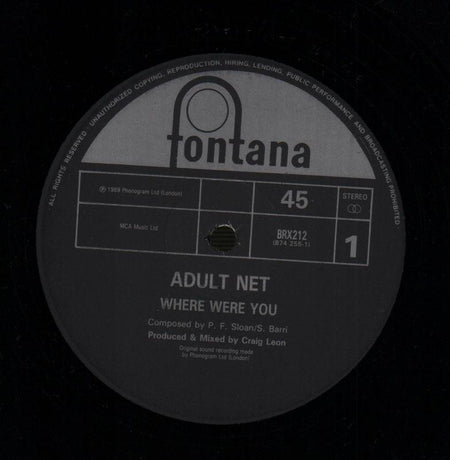 ALL RIGHTS RESERVED UNAUTHORIZED COPYING, REPRODUCTION, HIRING, LENDING, PUBLIC PERFORMANCE AND BROADCASTING PROHIBITED
fontana
℗ 1989 Phonogram Ltd (London)
45
STEREO
MCA Music Ltd
BRX212
(874 255-1)
1
ADULT NET
WHERE WERE YOU
Composed by P. F. Sloan/S. Barri
Produced & Mixed by Craig Leon
Original sound recording made
by Phonogram Ltd (London)